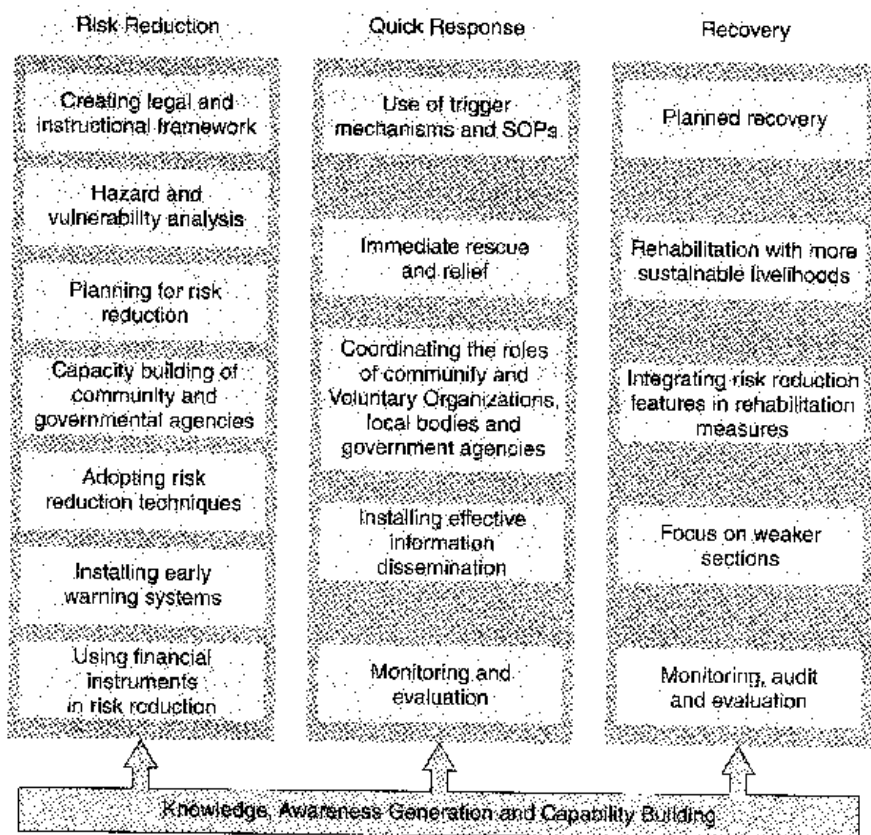 Risk Reduction
Creating legal and
instructional framework
Hazard and
vulnerability analysis
Planning for risk
reduction
Capacity building of
community and
governmental agencies
Adopting risk
reduction techniques
Installing early
warning systems
Using financial
instruments
in risk reduction
Quick Response
Use of trigger
mechanisms and SOPs
Immediate rescue
and relief
Coordinating the roles
of community and
Voluntary Organizations,
local bodies and
government agencies
Installing effective
information
dissemination
Monitoring and
evaluation
Recovery
Planned recovery
Rehabilitation with more
sustainable livelihoods
Integrating risk reduction
features in rehabilitation
measures
Focus on weaker
sections
Monitoring, audit
and evaluation
Knowledge, Awareness Generation and Capability Building